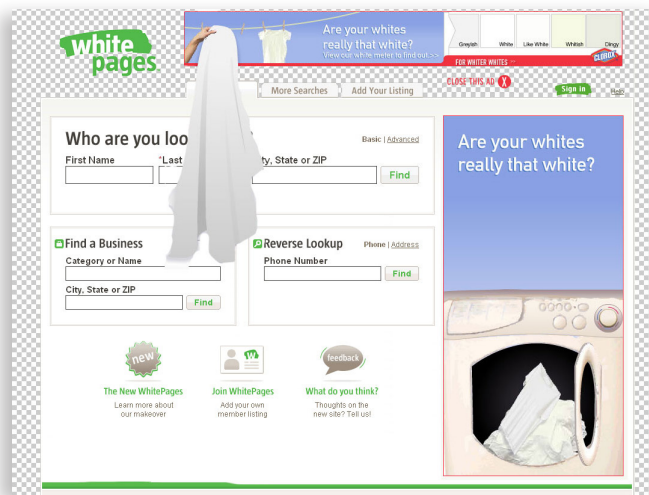 white
pages
Are your whites
really that white?
View our white meter to find out >>
Greyish White Like White Whitish Dingy
FOR WHITER WHITES
CLOROX
CLOSE THIS AD X
More Searches Add Your Listing
Sign in Help
Who are you loo
Basic | Advanced
First Name *Last ty, State or ZIP
Find
Find a Business
Category or Name
City, State or ZIP
Find
Reverse Lookup Phone | Address
Phone Number
Find
new
W
feedback
The New WhitePages
Learn more about
our makeover
Join WhitePages
Add your own
member listing
What do you think?
Thoughts on the
new site? Tell us!
Are your whites
really that white?